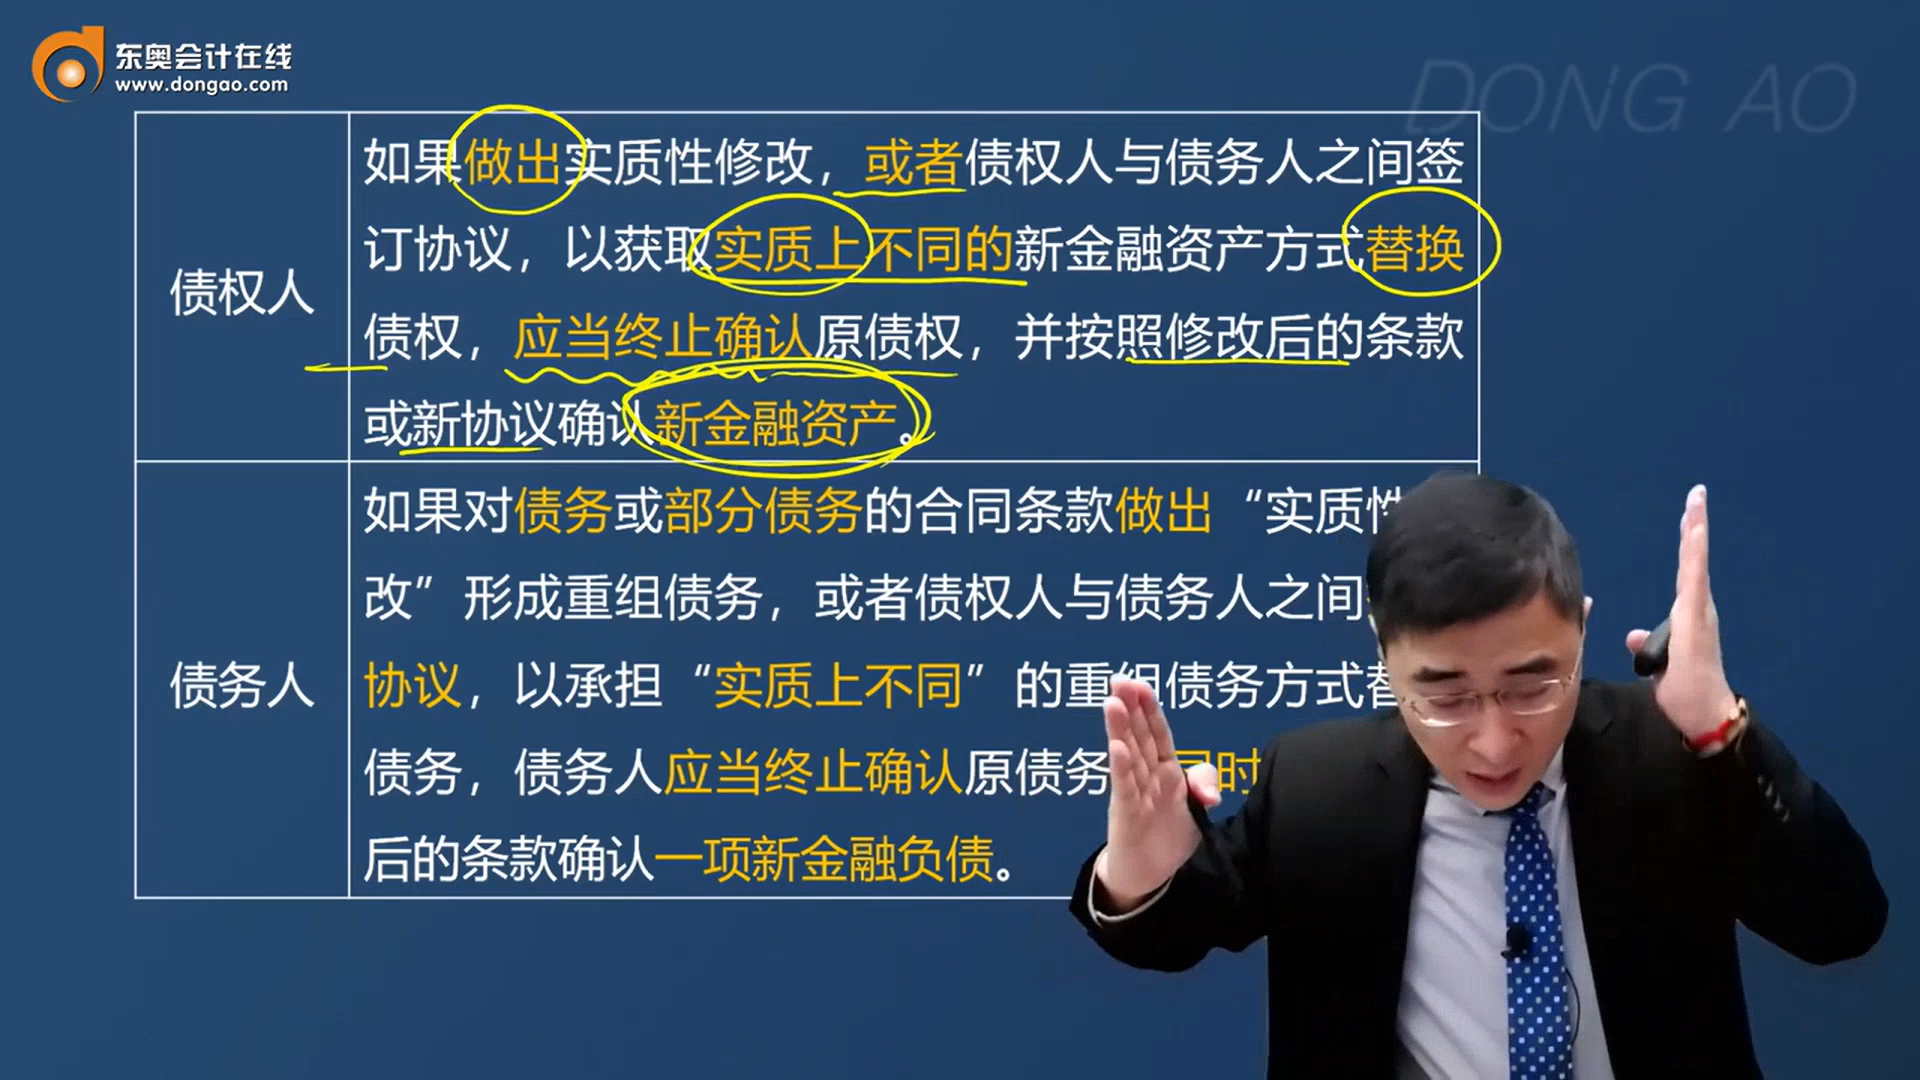 东奥会计在线
www.dongao.com
DONG AO
债权人
如果做出实质性修改，或者债权人与债务人之间签
订协议，以获取实质上不同的新金融资产方式替换
债权，应当终止确认原债权，并按照修改后的条款
或新协议确认新金融资产。
债务人
如果对债务或部分债务的合同条款做出“实质性
改”形成重组债务，或者债权人与债务人之间
协议，以承担“实质上不同”的重组债务方式替
债务，债务人应当终止确认原债务 同时
后的条款确认一项新金融负债。